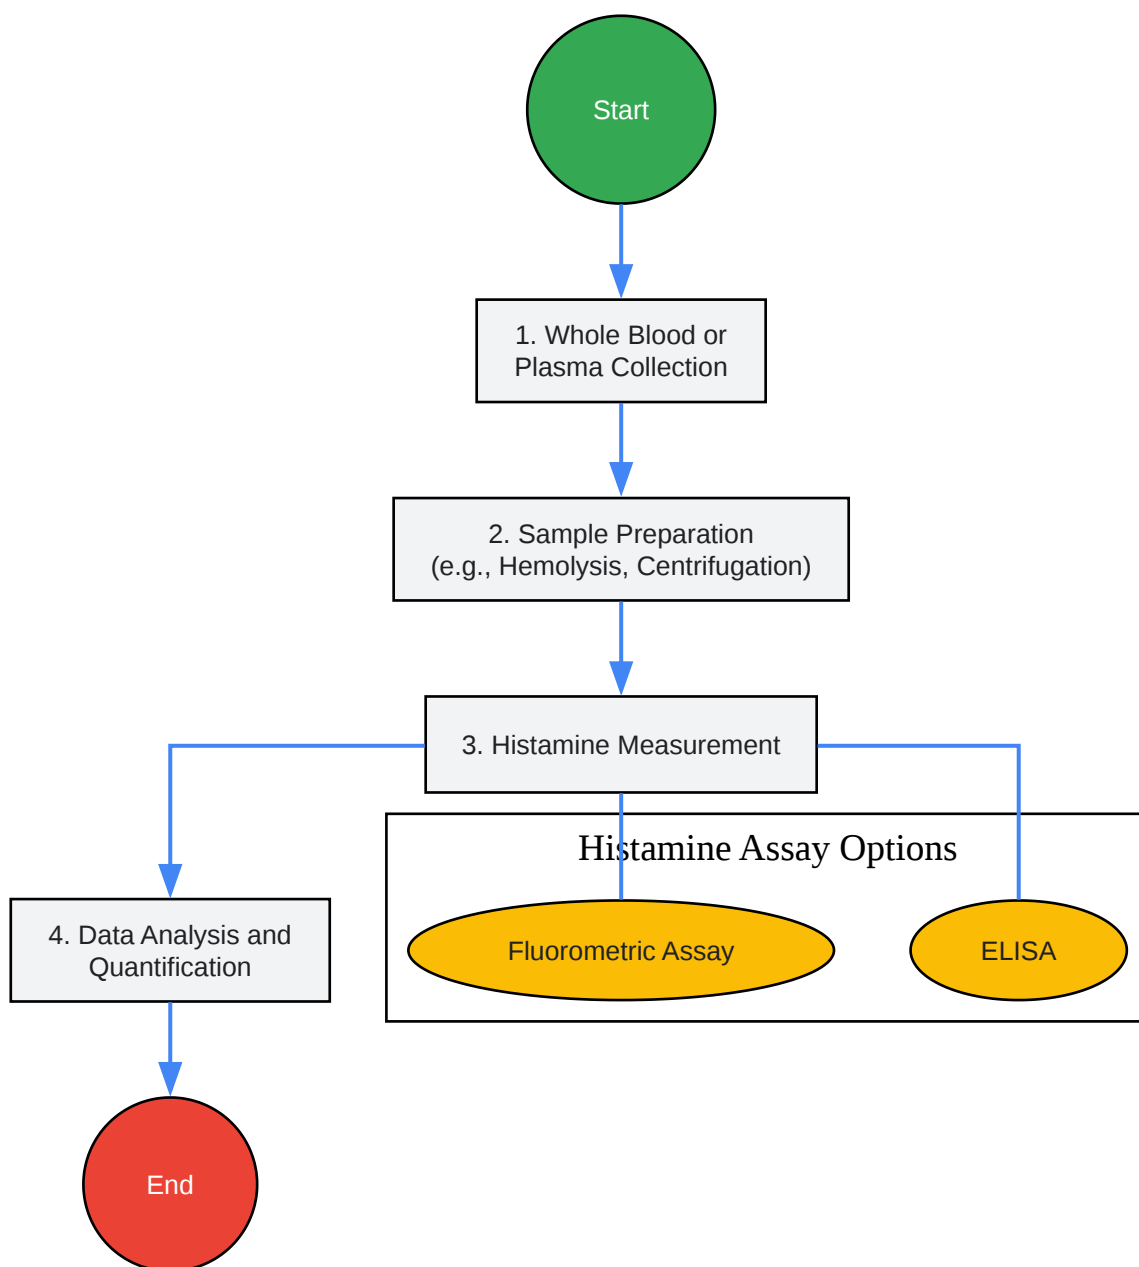 Start
1. Whole Blood or
Plasma Collection
2. Sample Preparation
(e.g., Hemolysis, Centrifugation)
3. Histamine Measurement
Histamine Assay Options
4. Data Analysis and
Quantification
Fluorometric Assay
ELISA
End